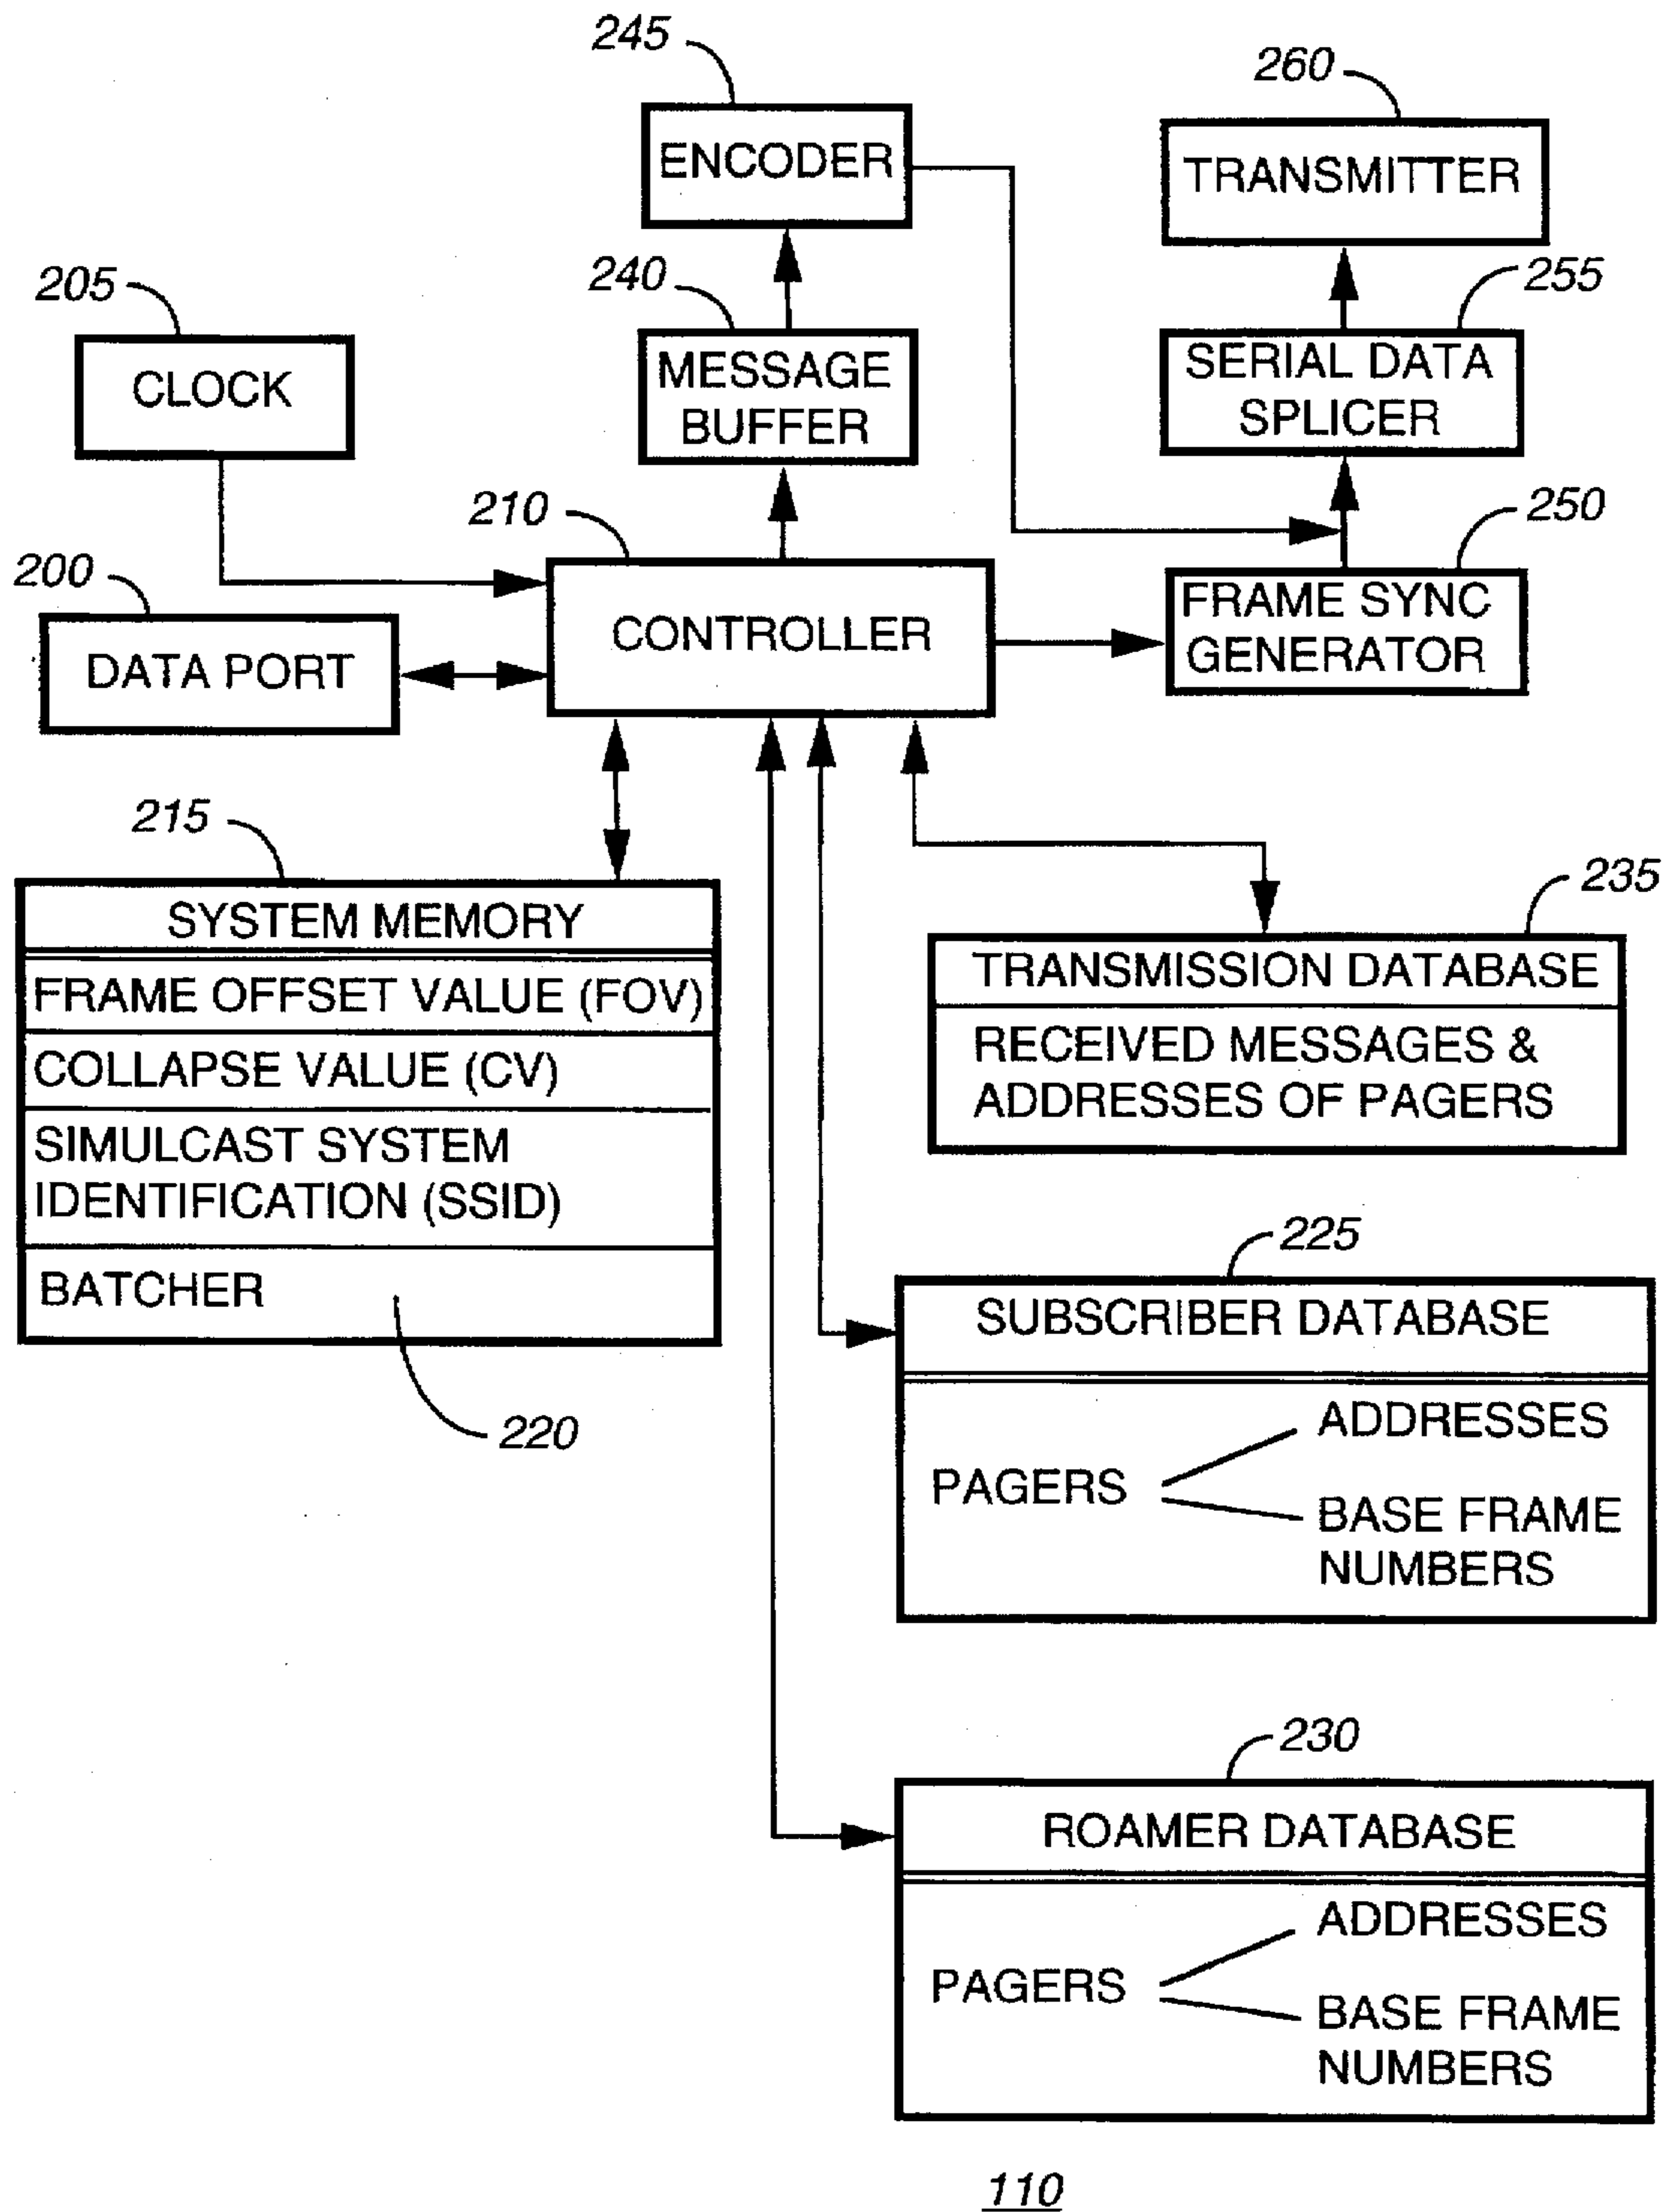 245
260
ENCODER
TRANSMITTER
205
240
255
CLOCK
MESSAGE
BUFFER
SERIAL DATA
SPLICER
210
250
200
CONTROLLER
FRAME SYNC
GENERATOR
DATA PORT
215
235
SYSTEM MEMORY
FRAME OFFSET VALUE (FOV)
COLLAPSE VALUE (CV)
SIMULCAST SYSTEM
IDENTIFICATION (SSID)
BATCHER
220
TRANSMISSION DATABASE
RECEIVED MESSAGES &
ADDRESSES OF PAGERS
225
SUBSCRIBER DATABASE
ADDRESSES
PAGERS
BASE FRAME
NUMBERS
230
ROAMER DATABASE
ADDRESSES
PAGERS
BASE FRAME
NUMBERS
110